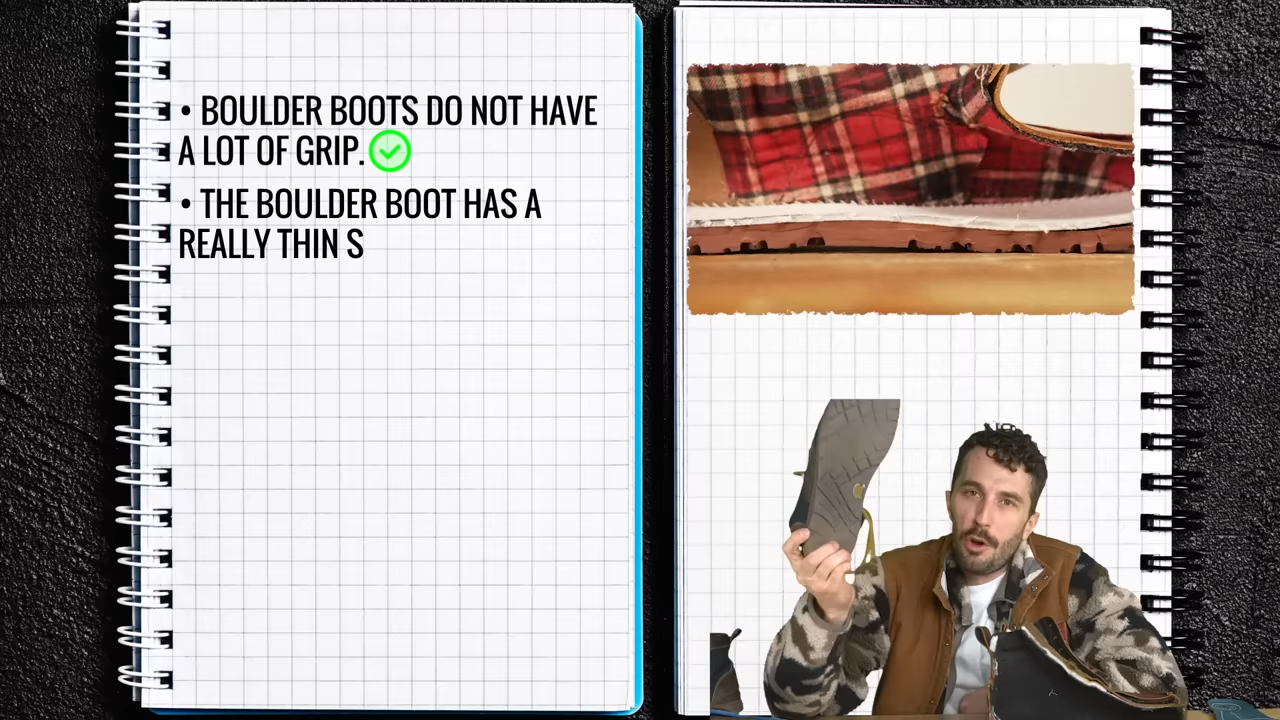 • BOULDER BOOTS DO NOT HAVE
A LOT OF GRIP.
• THE BOULDER BOOT HAS A
REALLY THIN S